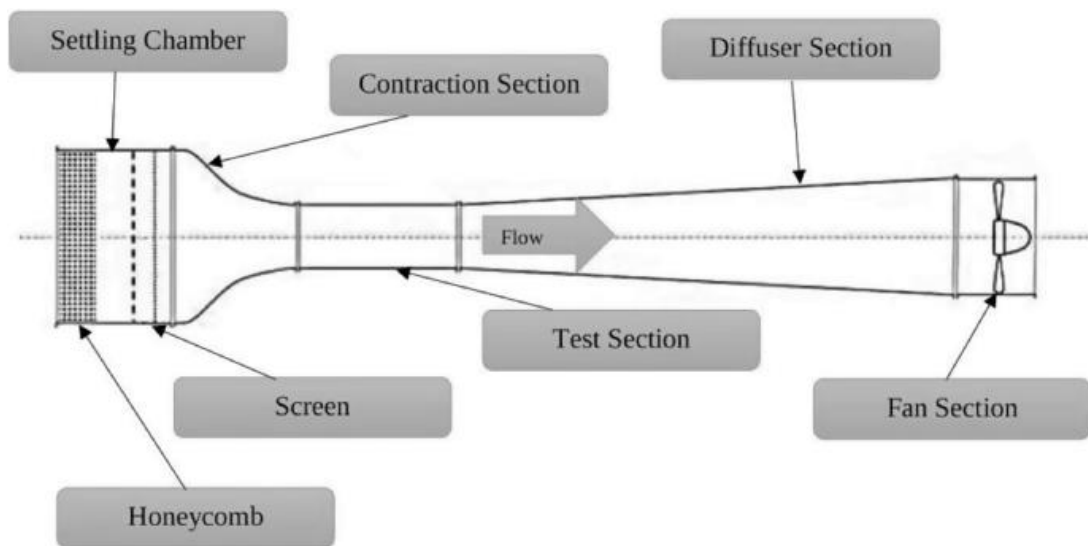 Settling Chamber
Diffuser Section
Contraction Section
Flow
Test Section
Screen
Fan Section
Honeycomb